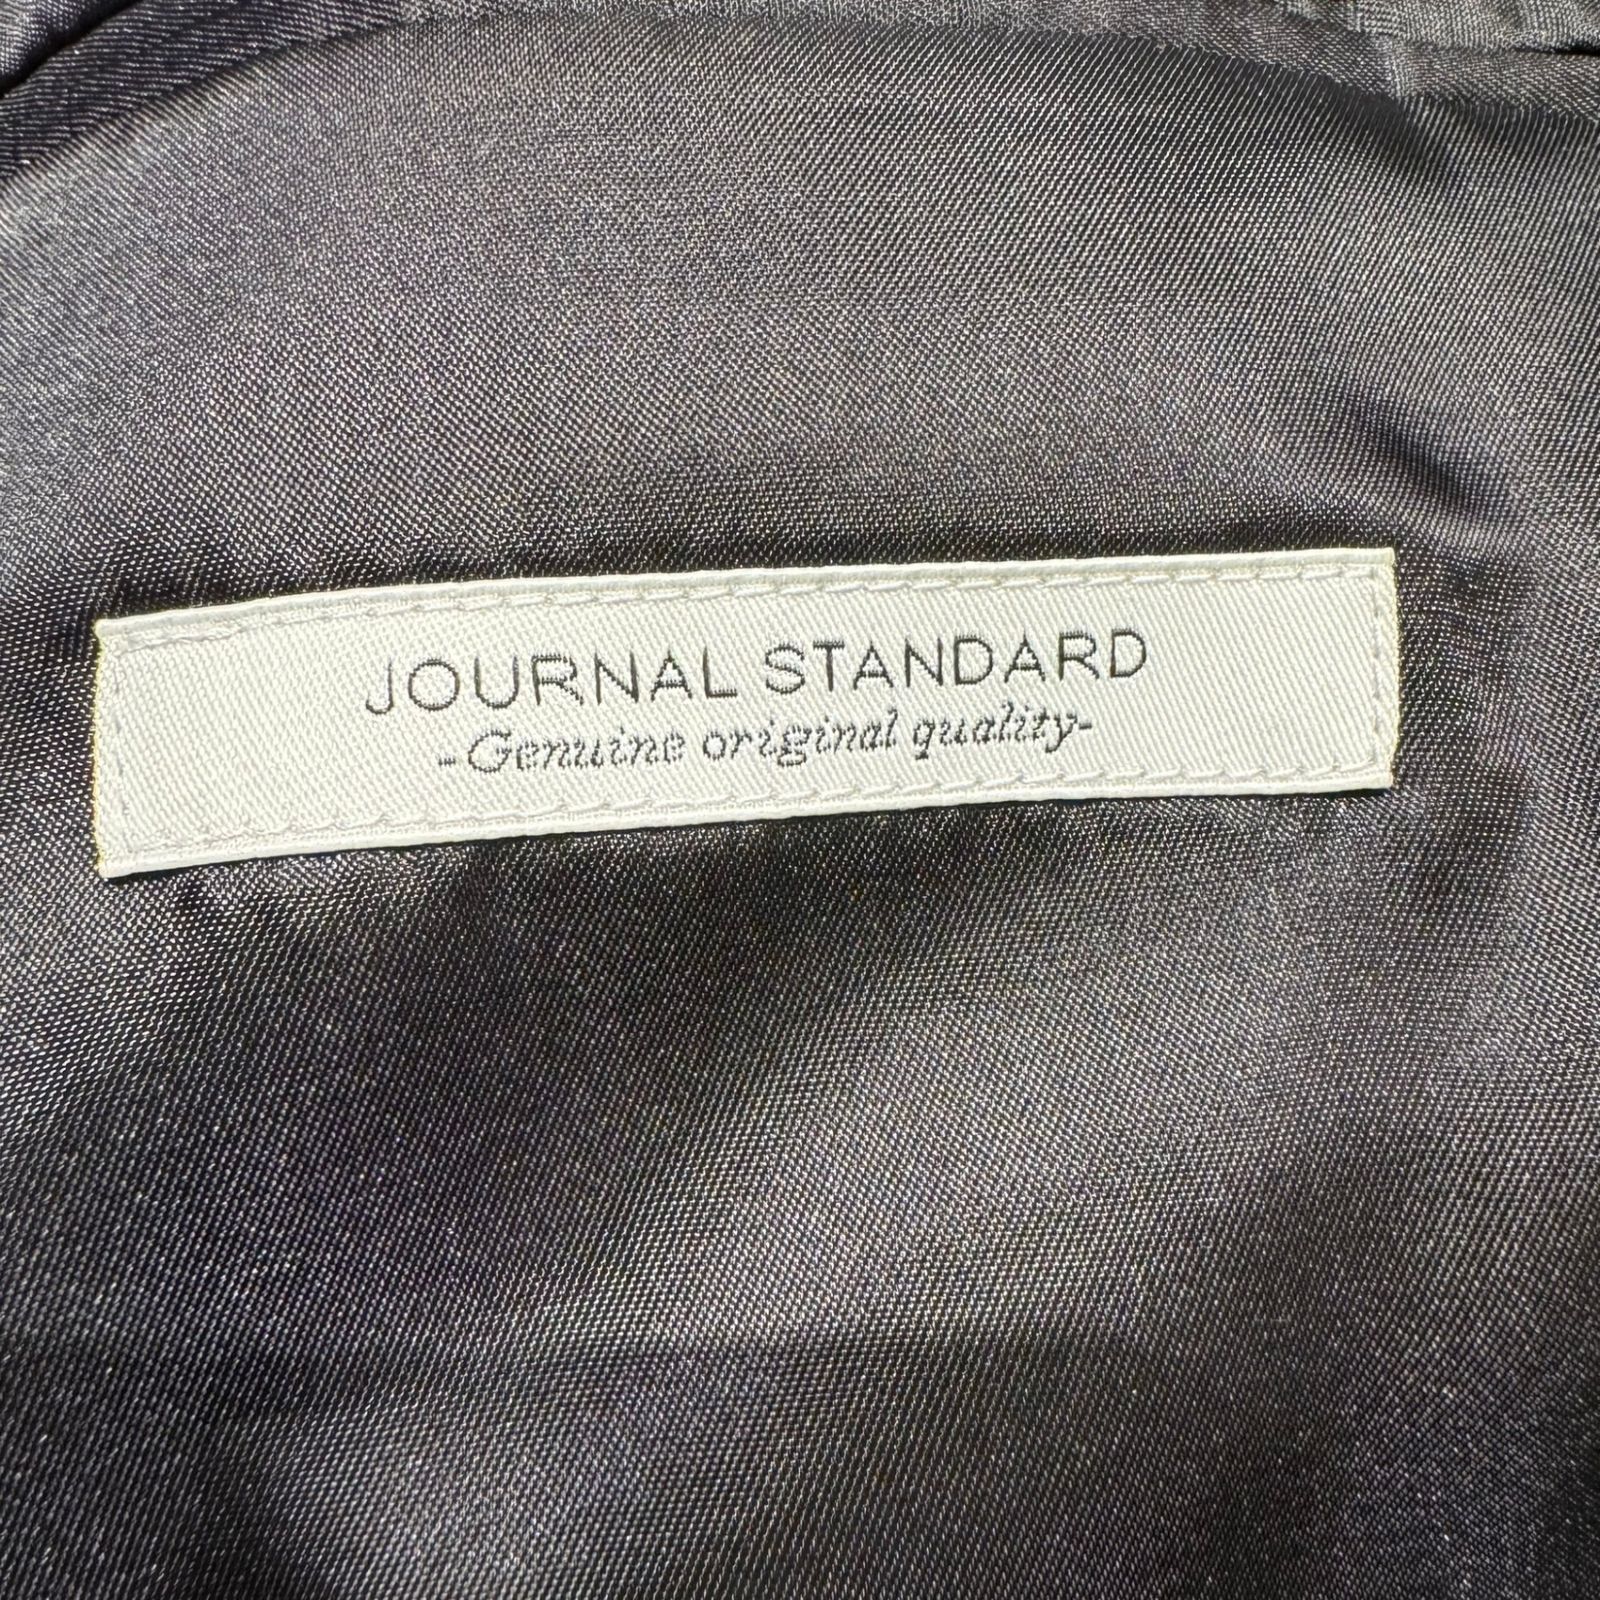 JOURNAL STANDARD
-Genuine original quality-